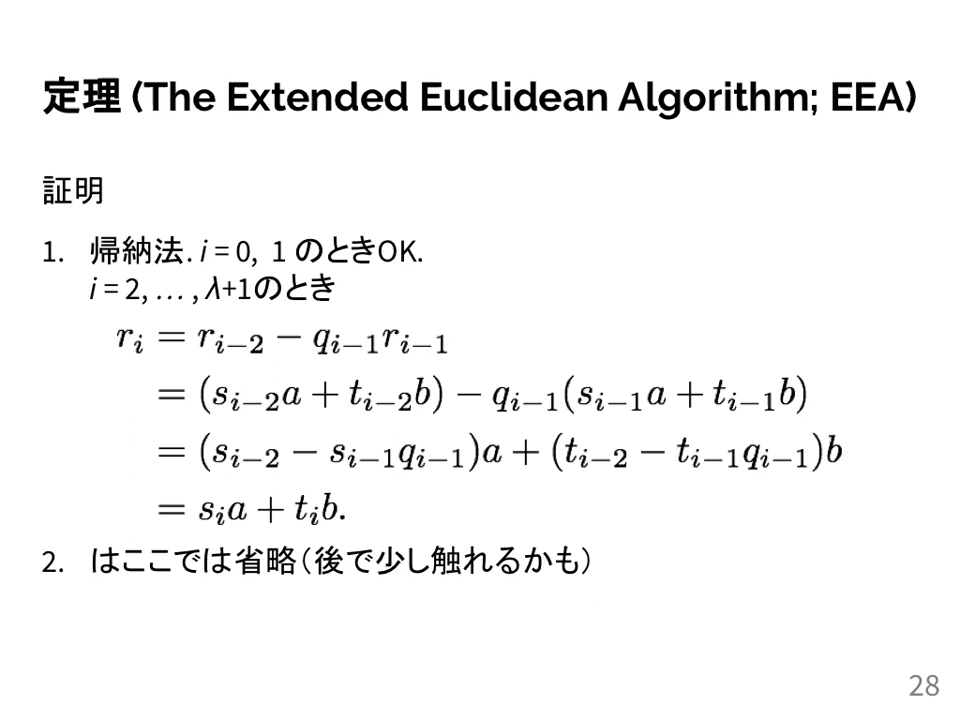 定理 (The Extended Euclidean Algorithm; EEA)
証明
1. 帰納法. i = 0, 1 のときOK.
i = 2, … , λ+1のとき
r_i = r_{i−2} − q_{i−1}r_{i−1}
= (s_{i−2}a + t_{i−2}b) − q_{i−1}(s_{i−1}a + t_{i−1}b)
= (s_{i−2} − s_{i−1}q_{i−1})a + (t_{i−2} − t_{i−1}q_{i−1})b
= s_i a + t_i b.
2. はここでは省略（後で少し触れるかも）
28